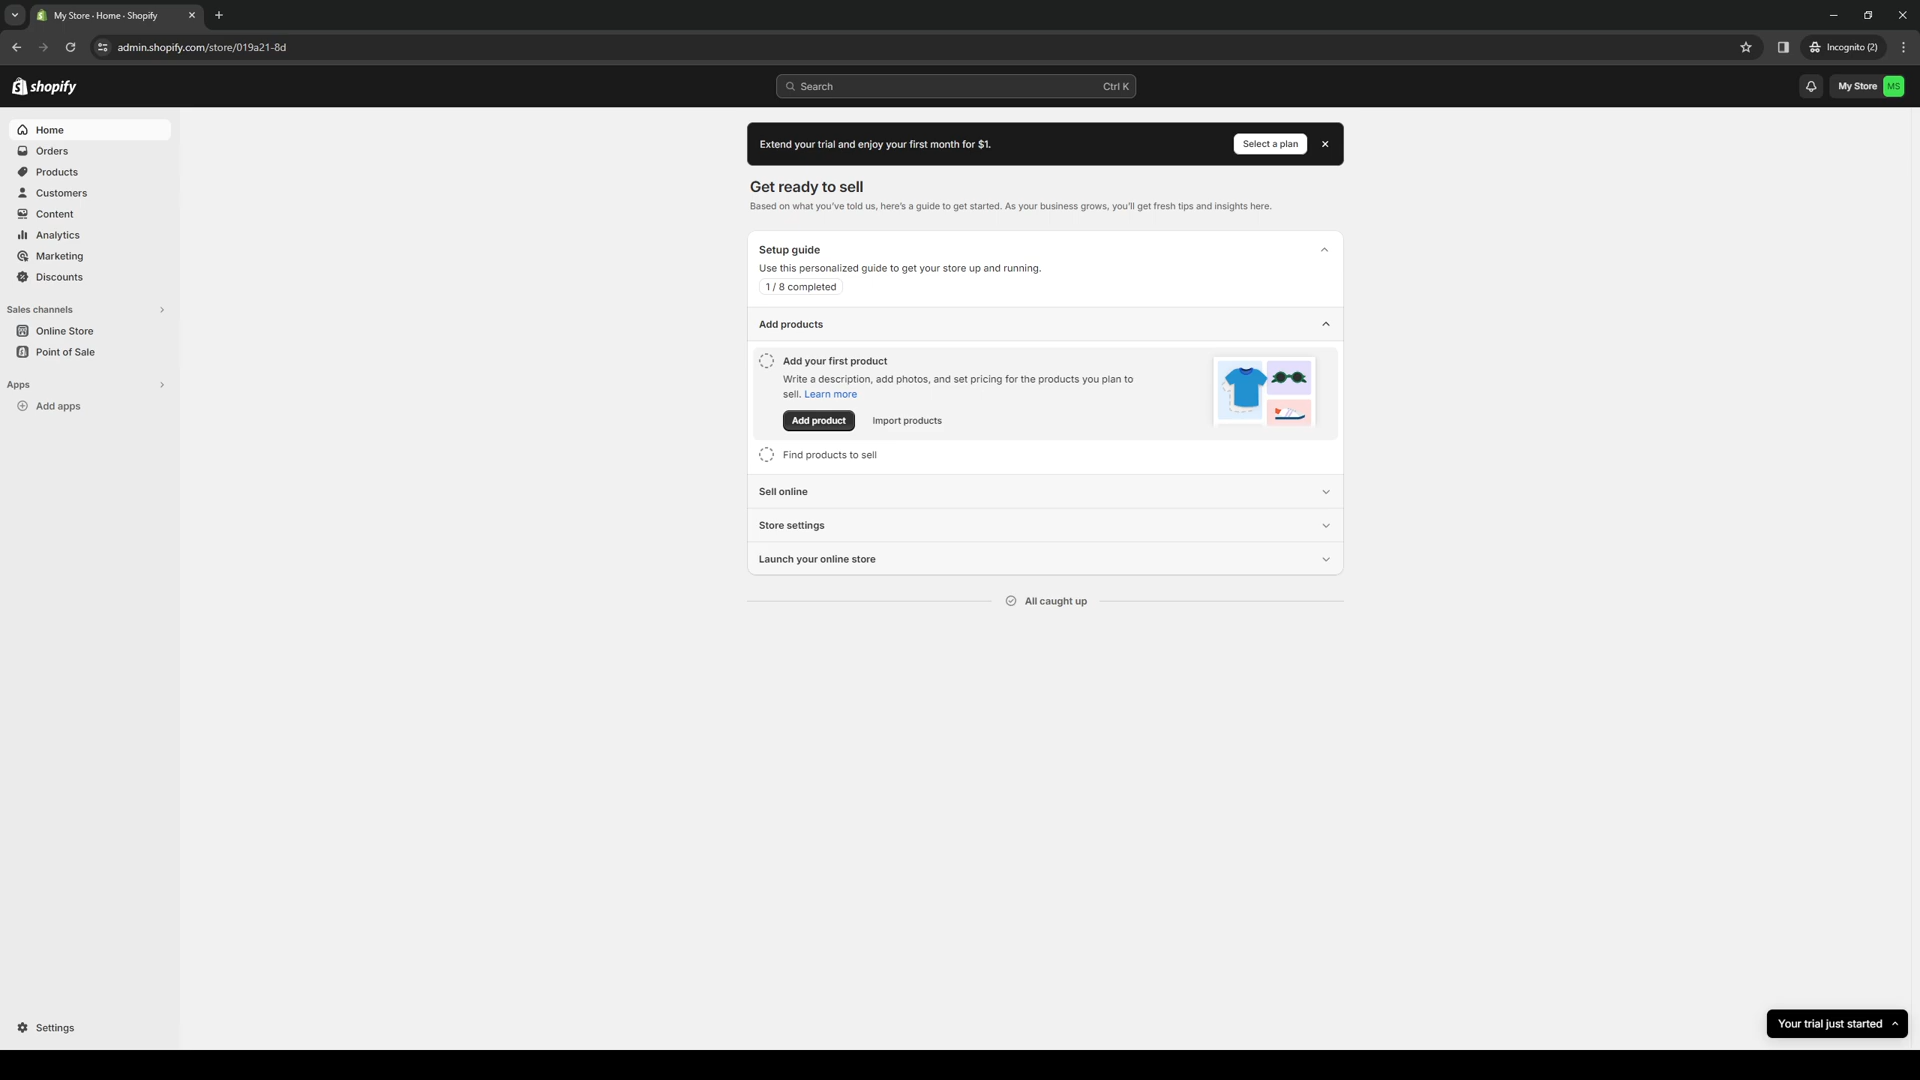 My Store · Home · Shopify
admin.shopify.com/store/019a21-8d
Incognito (2)
shopify
Search
Ctrl K
My Store
MS
Home
Orders
Products
Customers
Content
Analytics
Marketing
Discounts
Sales channels
Online Store
Point of Sale
Apps
Add apps
Settings
Extend your trial and enjoy your first month for $1.
Select a plan
Get ready to sell
Based on what you've told us, here's a guide to get started. As your business grows, you'll get fresh tips and insights here.
Setup guide
Use this personalized guide to get your store up and running.
1 / 8 completed
Add products
Add your first product
Write a description, add photos, and set pricing for the products you plan to
sell. Learn more
Add product
Import products
Find products to sell
Sell online
Store settings
Launch your online store
All caught up
Your trial just started